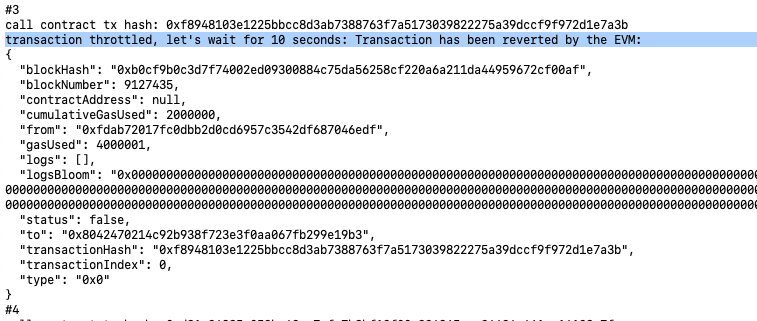 #3
call contract tx hash: 0xf8948103e1225bbcc8d3ab7388763f7a5173039822275a39dccf9f972d1e7a3b
transaction throttled, let's wait for 10 seconds: Transaction has been reverted by the EVM:
{
"blockHash": "0xb0cf9b0c3d7f74002ed09300884c75da56258cf220a6a211da44959672cf00af",
"blockNumber": 9127435,
"contractAddress": null,
"cumulativeGasUsed": 2000000,
"from": "0xfdab72017fc0dbb2d0cd6957c3542df687046edf",
"gasUsed": 4000001,
"logs": [],
"logsBloom":
"status": false,
"to": "0x8042470214c92b938f723e3f0aa067fb299e19b3",
"transactionHash": "0xf8948103e1225bbcc8d3ab7388763f7a5173039822275a39dccf9f972d1e7a3b",
"transactionIndex": 0,
"type": "0x0"
}
#4